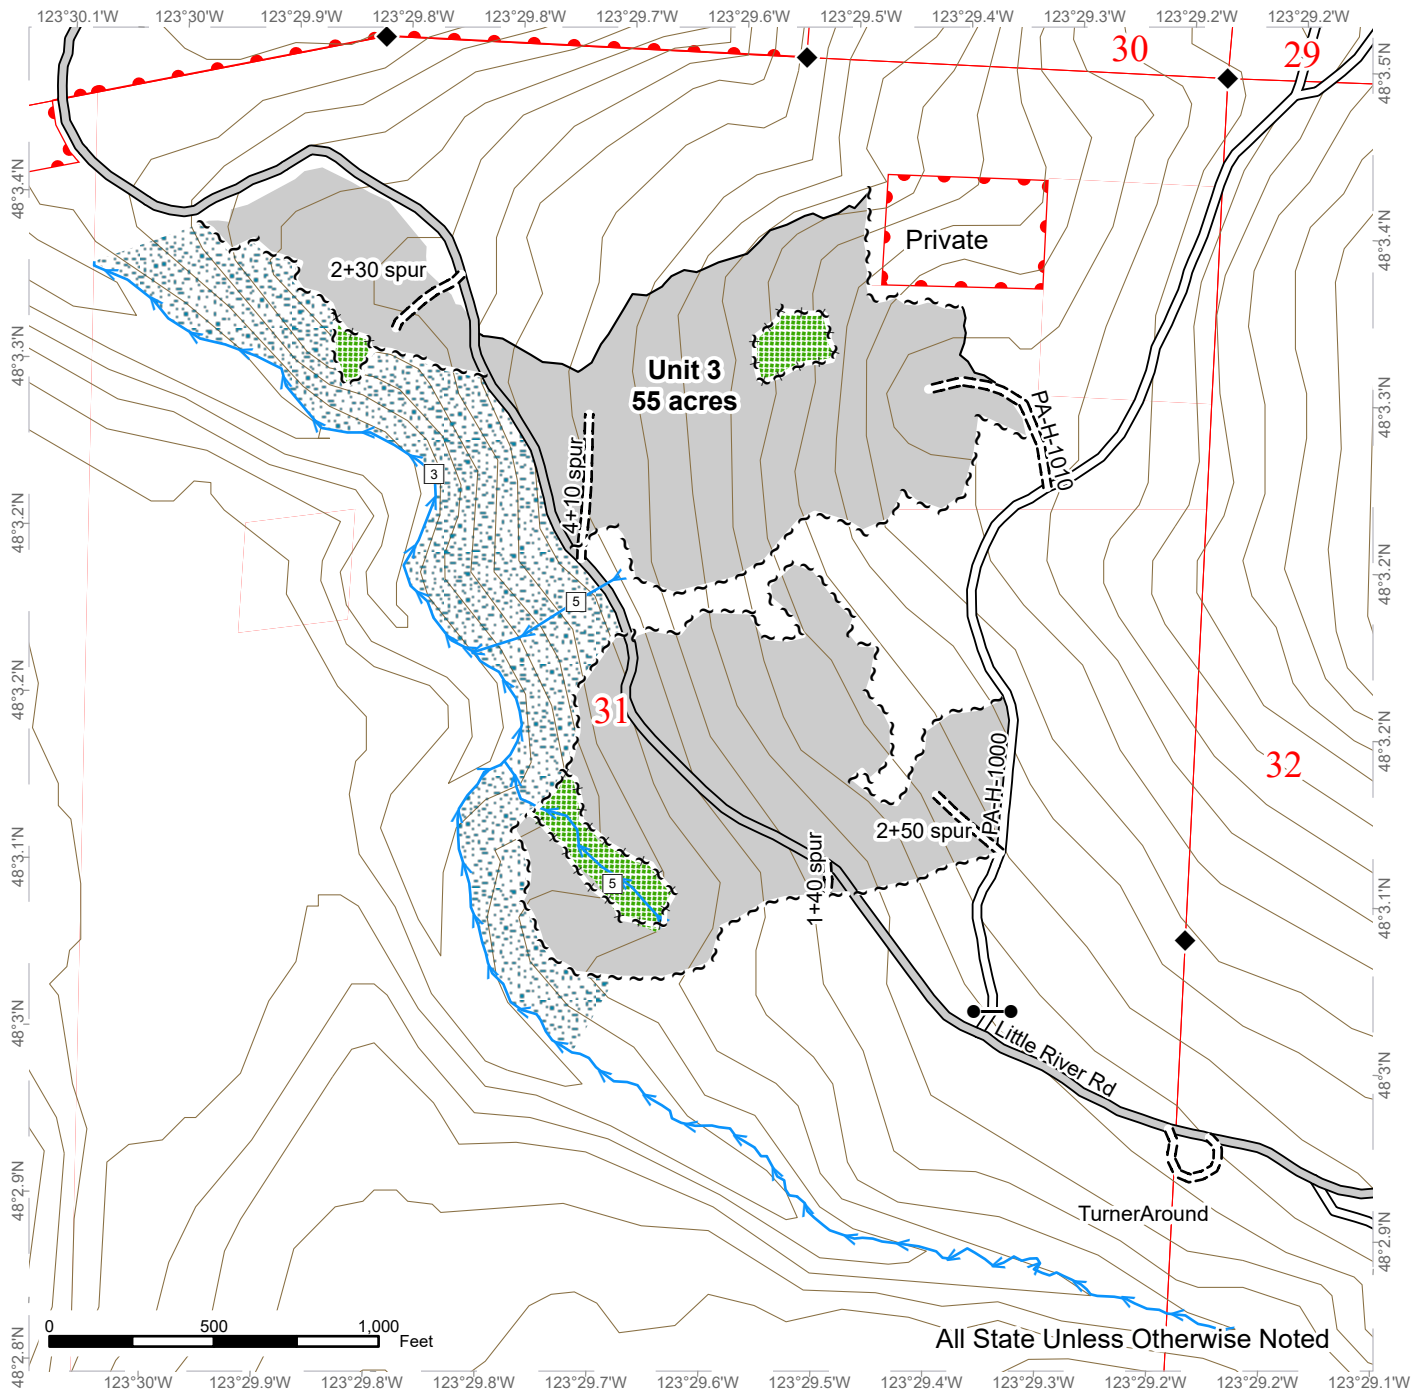 123°30.1'W 123°30'W 123°29.9'W 123°29.8'W 123°29.8'W 123°29.7'W 123°29.6'W 123°29.5'W 123°29.4'W 123°29.3'W 123°29.2'W 123°29.2'W
30
29
48°3.5'N
48°3.4'N
48°3.4'N
Private
2+30 spur
48°3.3'N
Unit 3
55 acres
48°3.3'N
PA-H-1010
4+10 spur
3
48°3.2'N
48°3.2'N
5
48°3.2'N
31
48°3.2'N
32
PA-H-1000
2+50 spur
48°3.1'N
1+40 spur
5
48°3.1'N
48°3'N
Little River Rd
48°3'N
48°2.9'N
TurnerAround
48°2.9'N
0 500 1,000
Feet
All State Unless Otherwise Noted
48°2.8'N
123°30'W 123°29.9'W 123°29.8'W 123°29.8'W 123°29.7'W 123°29.6'W 123°29.5'W 123°29.4'W 123°29.3'W 123°29.2'W 123°29.2'W 123°29.1'W